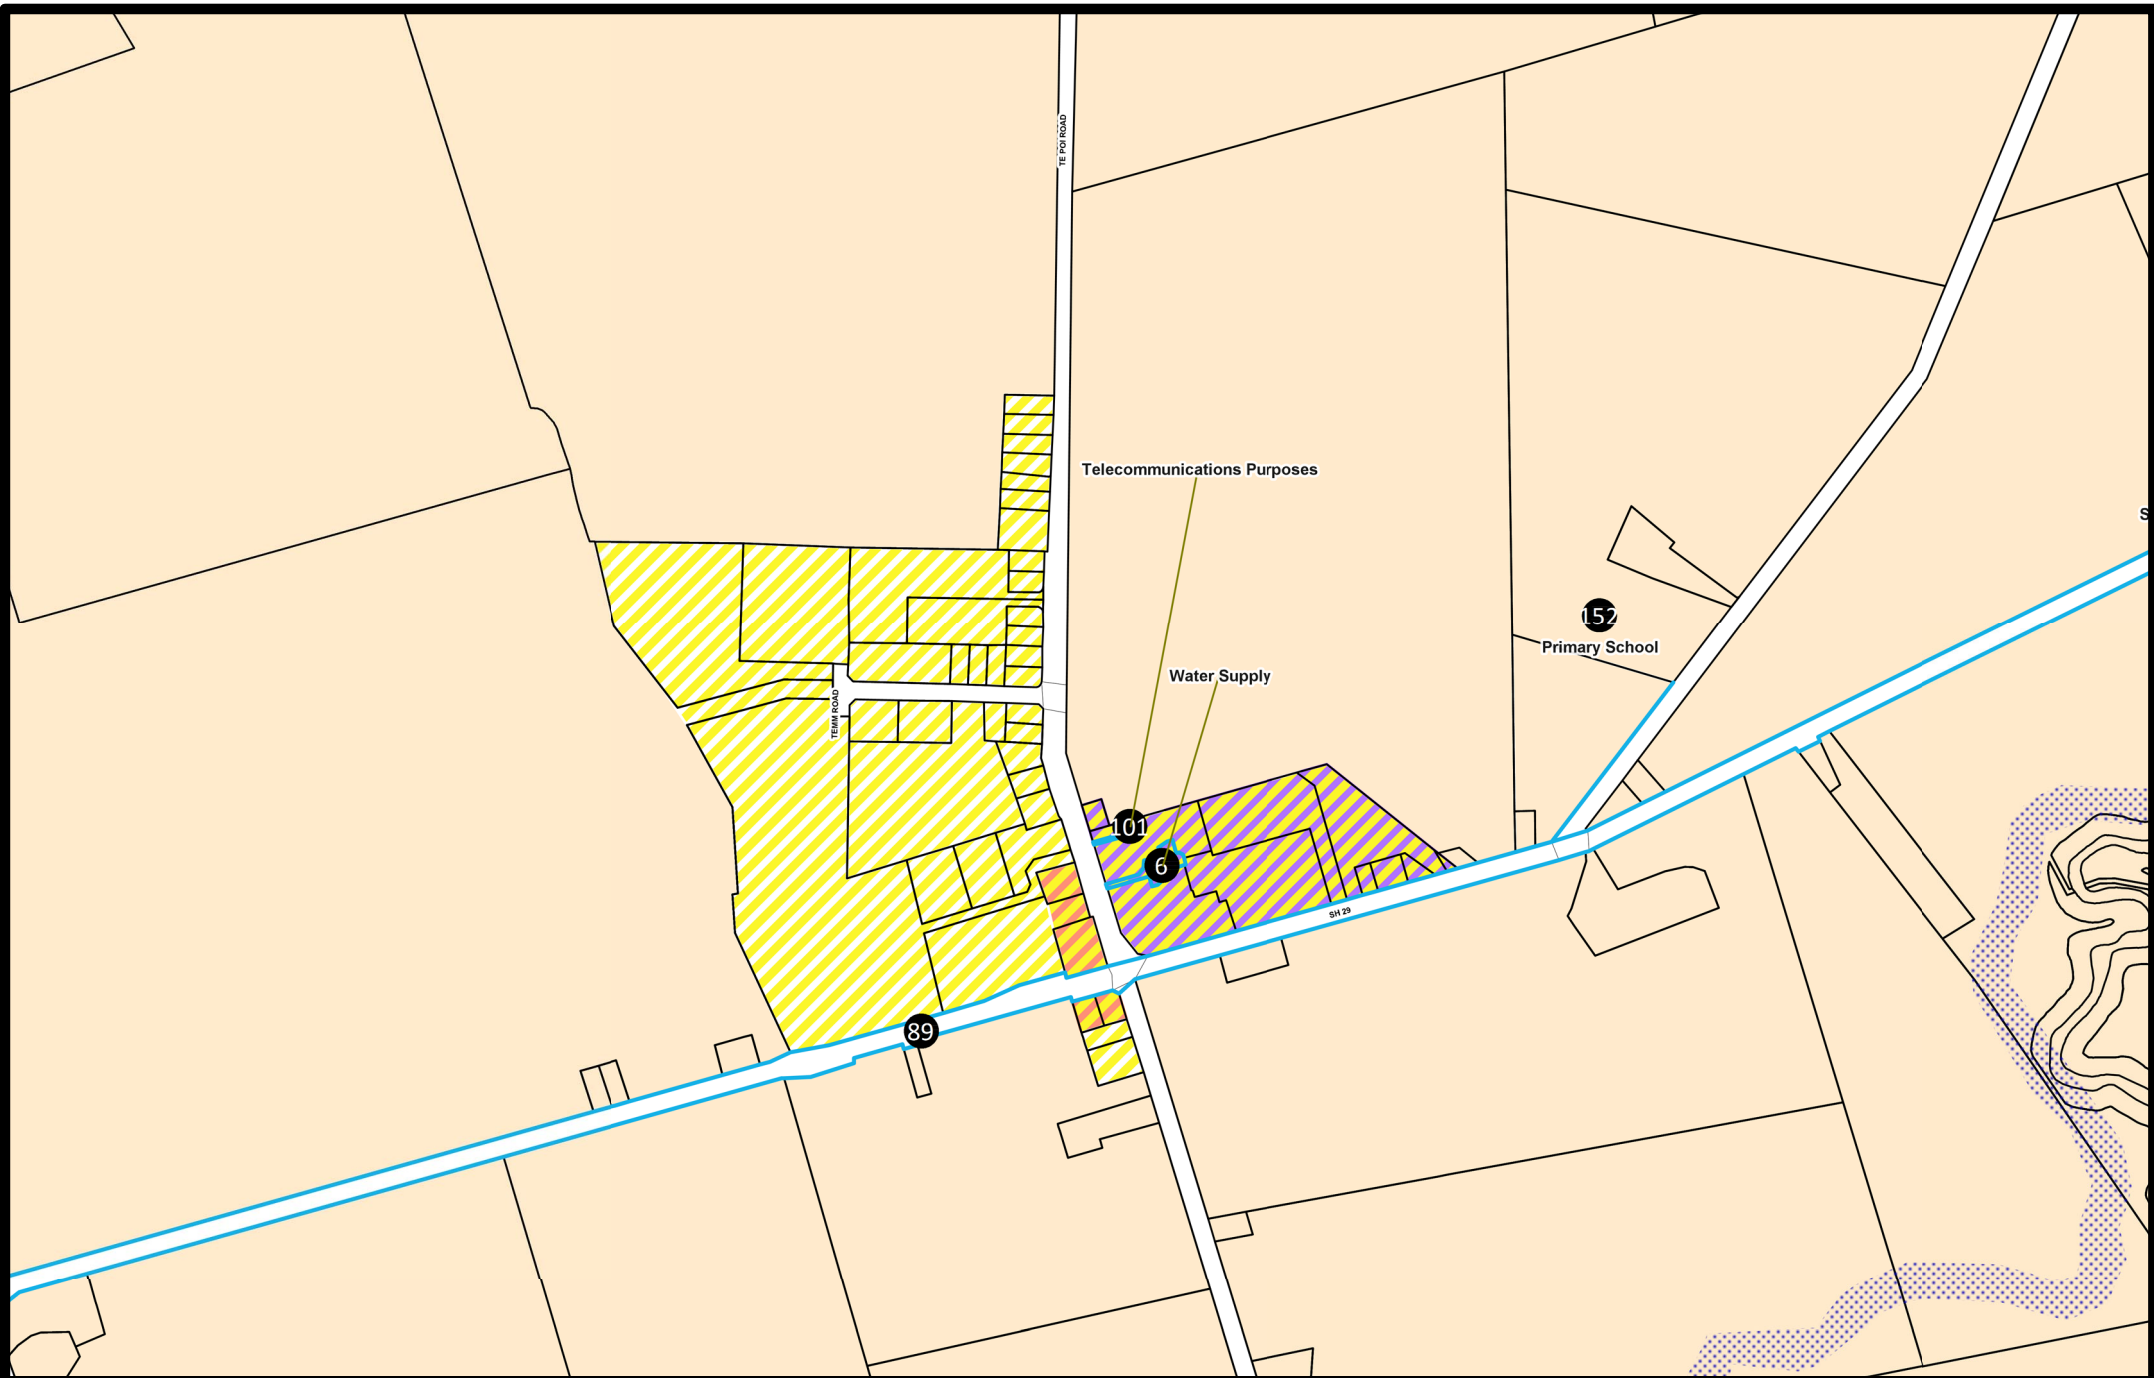 TE POI ROAD
Telecommunications Purposes
S
152
Primary School
Water Supply
TEMM ROAD
101
6
SH 29
89